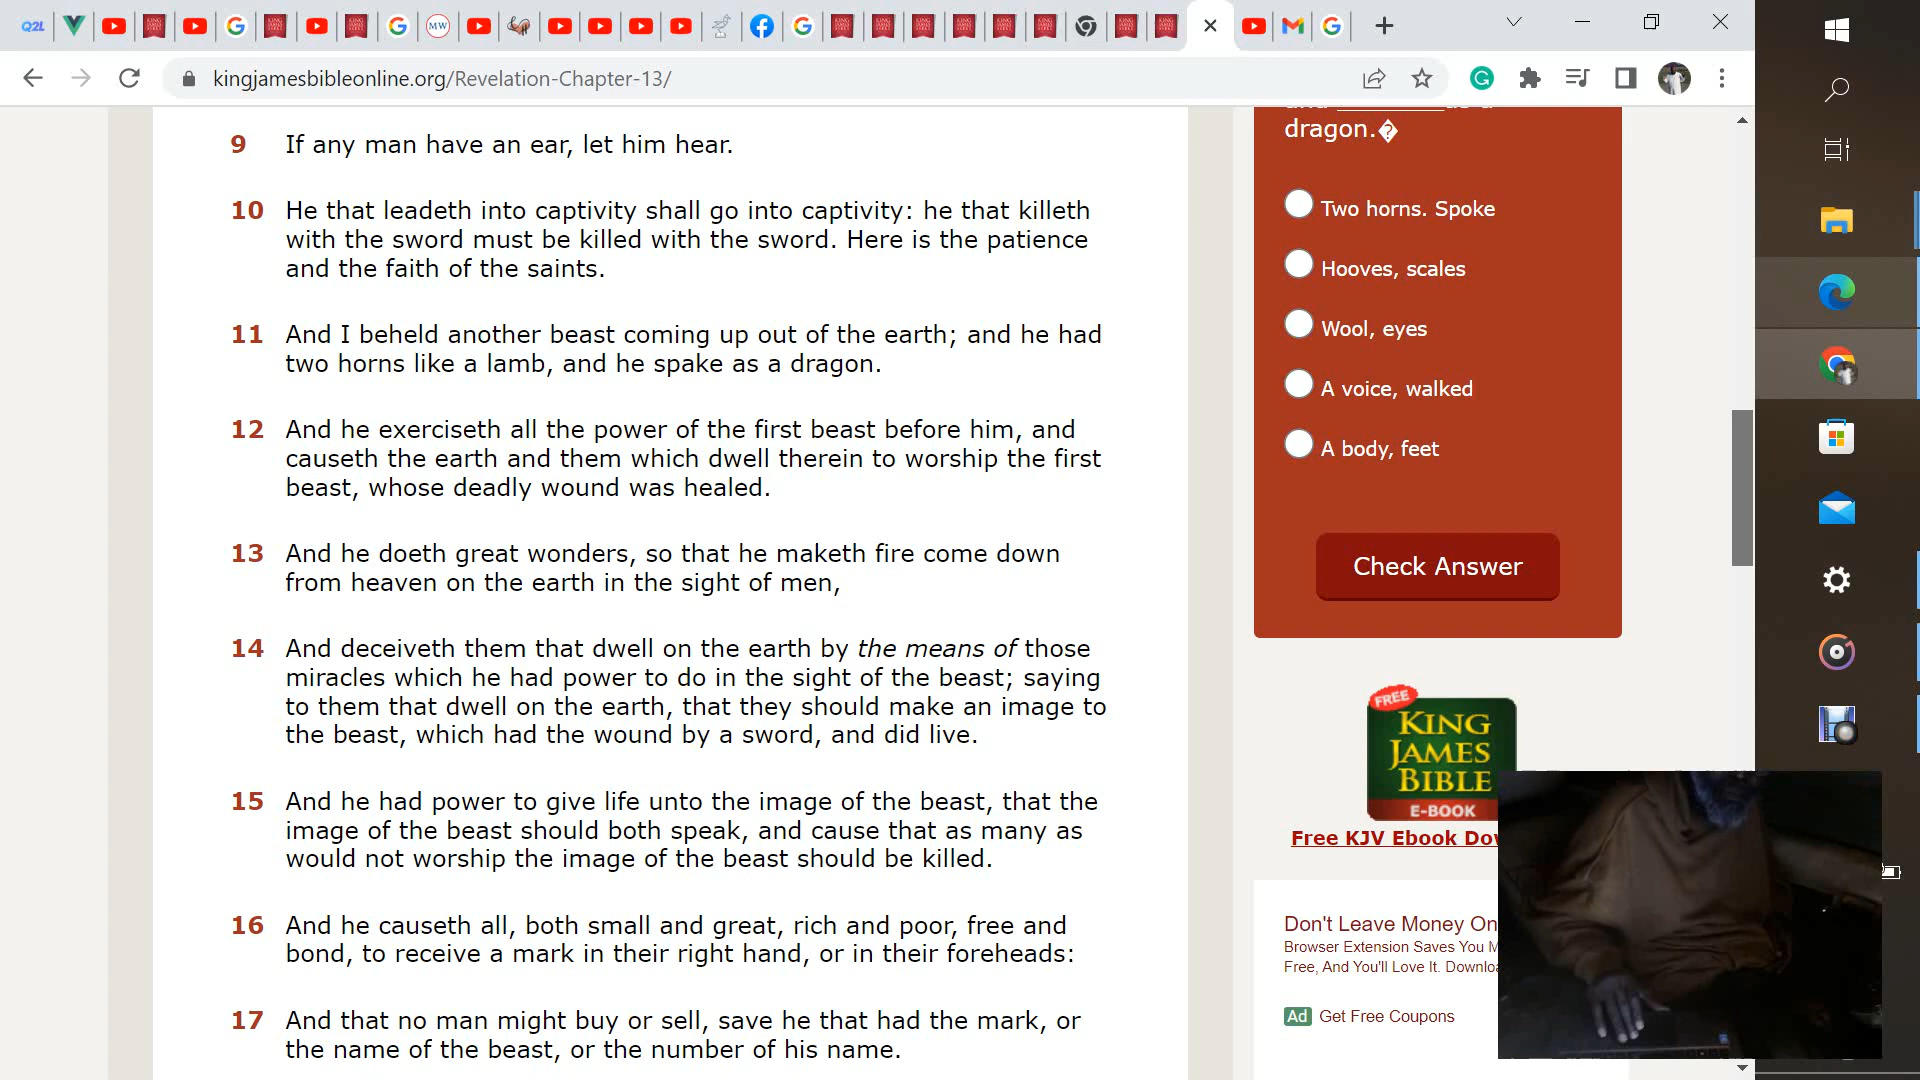 Q2L
MW
kingjamesbibleonline.org/Revelation-Chapter-13/
9 If any man have an ear, let him hear.
10 He that leadeth into captivity shall go into captivity: he that killeth
with the sword must be killed with the sword. Here is the patience
and the faith of the saints.
11 And I beheld another beast coming up out of the earth; and he had
two horns like a lamb, and he spake as a dragon.
12 And he exerciseth all the power of the first beast before him, and
causeth the earth and them which dwell therein to worship the first
beast, whose deadly wound was healed.
13 And he doeth great wonders, so that he maketh fire come down
from heaven on the earth in the sight of men,
14 And deceiveth them that dwell on the earth by the means of those
miracles which he had power to do in the sight of the beast; saying
to them that dwell on the earth, that they should make an image to
the beast, which had the wound by a sword, and did live.
15 And he had power to give life unto the image of the beast, that the
image of the beast should both speak, and cause that as many as
would not worship the image of the beast should be killed.
16 And he causeth all, both small and great, rich and poor, free and
bond, to receive a mark in their right hand, or in their foreheads:
17 And that no man might buy or sell, save he that had the mark, or
the name of the beast, or the number of his name.
dragon.�
Two horns. Spoke
Hooves, scales
Wool, eyes
A voice, walked
A body, feet
Check Answer
FREE
KING
JAMES
BIBLE
E-BOOK
Free KJV Ebook Dow
Don't Leave Money On
Browser Extension Saves You M
Free, And You'll Love It. Downloa
Ad Get Free Coupons